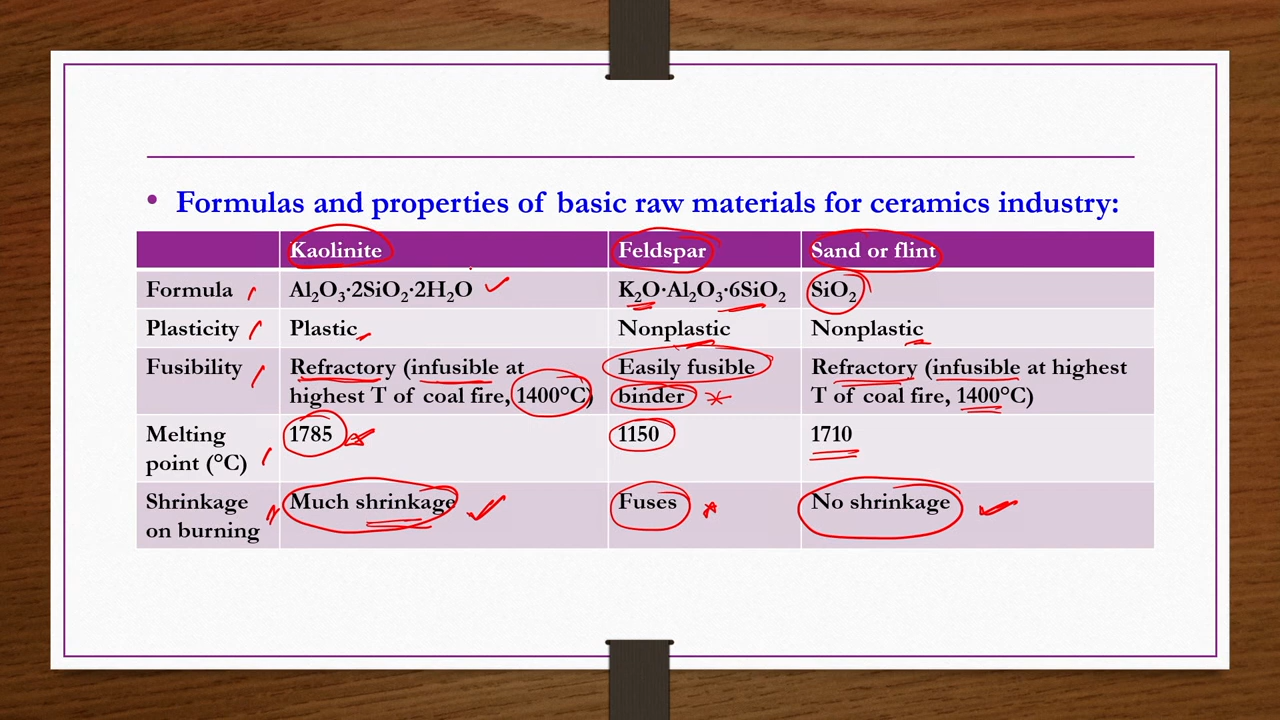 • Formulas and properties of basic raw materials for ceramics industry:
Kaolinite Feldspar Sand or flint
Formula Al₂O₃·2SiO₂·2H₂O K₂O·Al₂O₃·6SiO₂ SiO₂
Plasticity Plastic Nonplastic Nonplastic
Fusibility Refractory (infusible at Easily fusible Refractory (infusible at highest
highest T of coal fire, 1400°C) binder T of coal fire, 1400°C)
Melting 1785 1150 1710
point (°C)
Shrinkage Much shrinkage Fuses No shrinkage
on burning